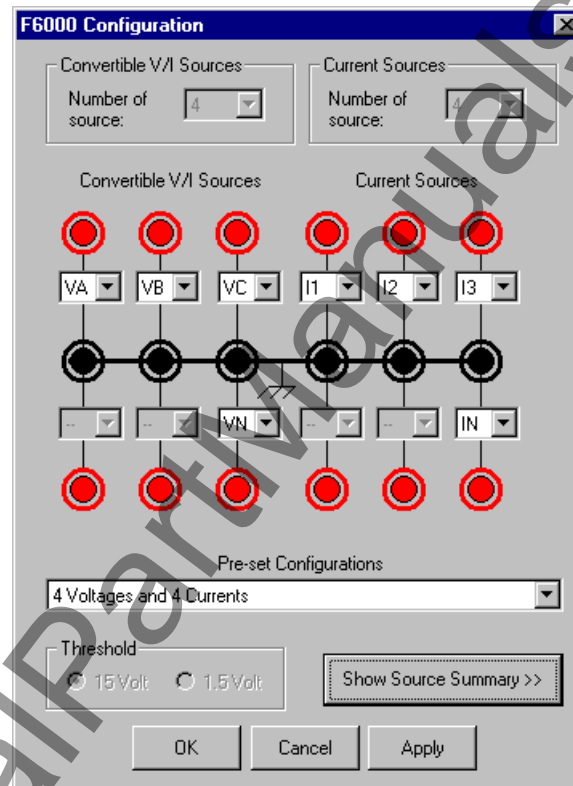 F6000 Configuration
Convertible V/I Sources
Number of
source:
4
Current Sources
Number of
source:
4
Convertible V/I Sources
Current Sources
VA
VB
VC
I1
I2
I3
--
--
VN
--
--
IN
Pre-set Configurations
4 Voltages and 4 Currents
Threshold
15 Volt
1.5 Volt
Show Source Summary >>
OK
Cancel
Apply
alPartManuals